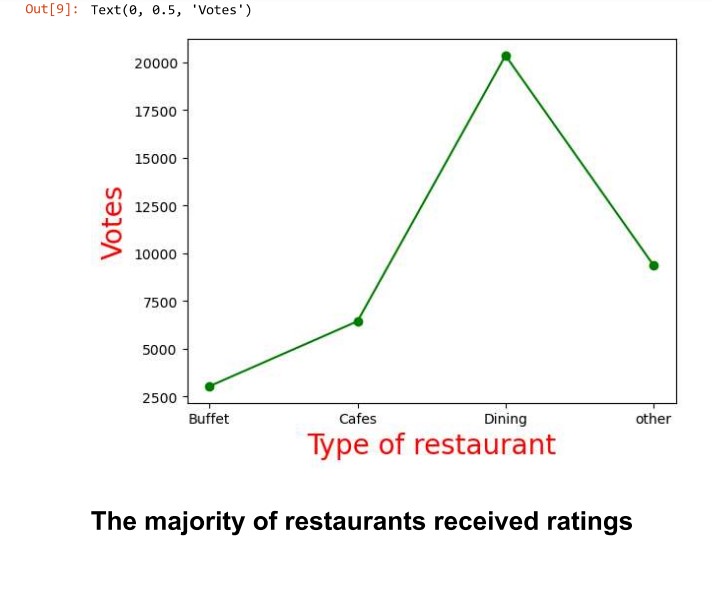 Out[9]: Text(0, 0.5, 'Votes')
20000
17500
15000
12500
10000
7500
5000
2500
Votes
Buffet Cafes Dining other
Type of restaurant
The majority of restaurants received ratings